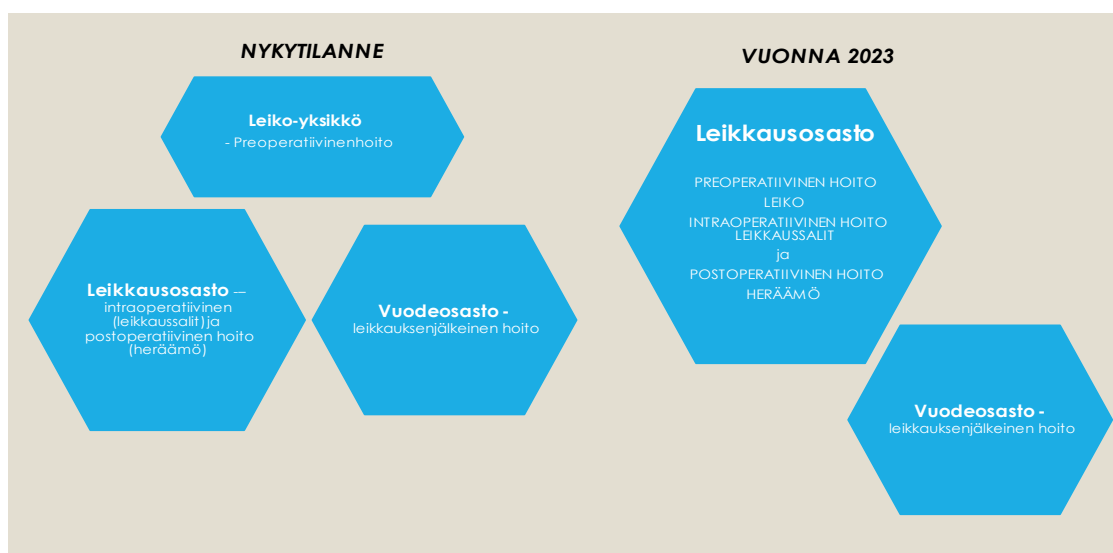 NYKYTILANNE
Leiko-yksikkö
- Preoperatiivinenhoito
Leikkausosasto —
intraoperatiivinen
(leikkaussalit) ja
postoperatiivinen hoito
(heräämö)
Vuodeosasto -
leikkauksenjälkeinen hoito
VUONNA 2023
Leikkausosasto
PREOPERATIIVINEN HOITO
LEIKO
INTRAOPERATIIVINEN HOITO
LEIKKAUSSALIT
ja
POSTOPERATIIVINEN HOITO
HERÄÄMÖ
Vuodeosasto -
leikkauksenjälkeinen hoito